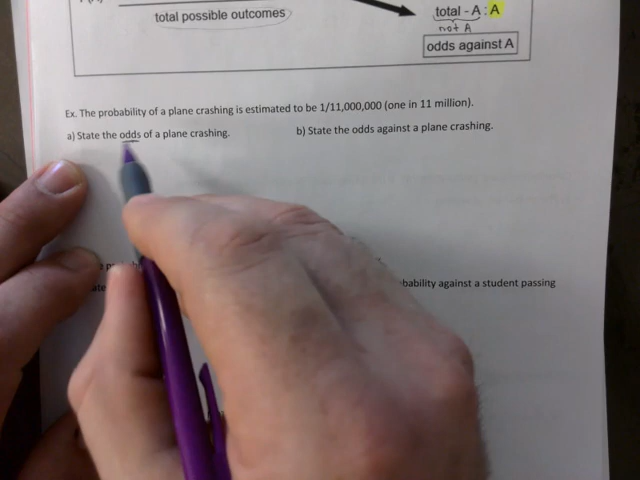 total possible outcomes
total - A : A
not A
odds against A
Ex. The probability of a plane crashing is estimated to be 1/11,000,000 (one in 11 million).
a) State the odds of a plane crashing.
b) State the odds against a plane crashing.
against a student passing